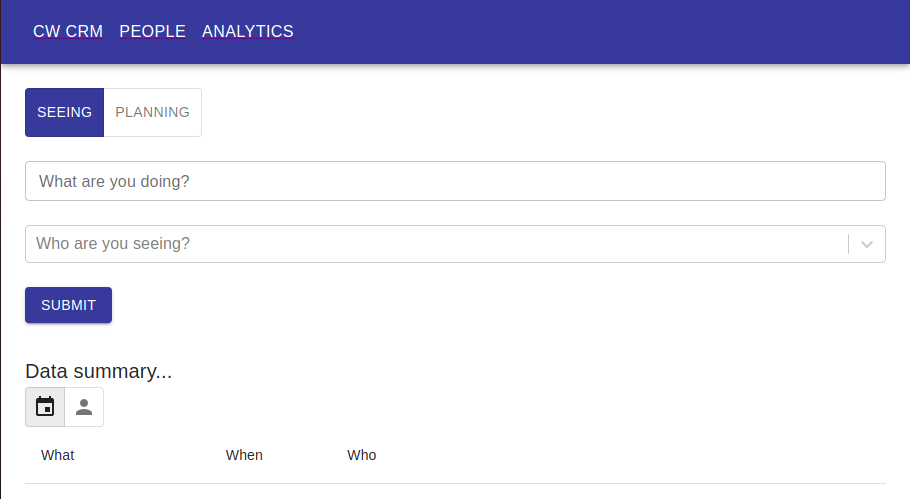 CW CRM PEOPLE ANALYTICS
SEEING PLANNING
What are you doing?
Who are you seeing?
SUBMIT
Data summary...
What When Who